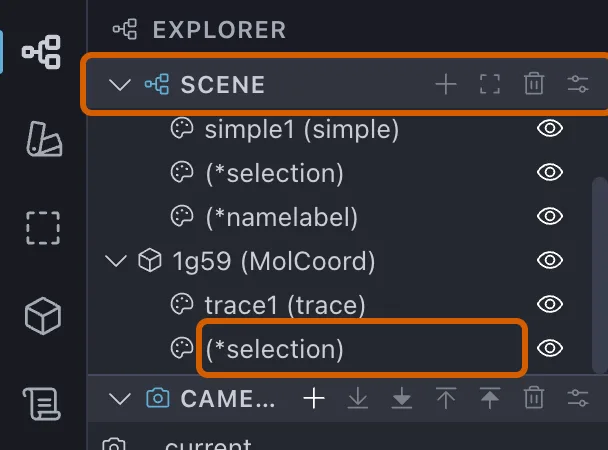 EXPLORER
SCENE
simple1 (simple)
(*selection)
(*namelabel)
1g59 (MolCoord)
trace1 (trace)
(*selection)
CAME...
current